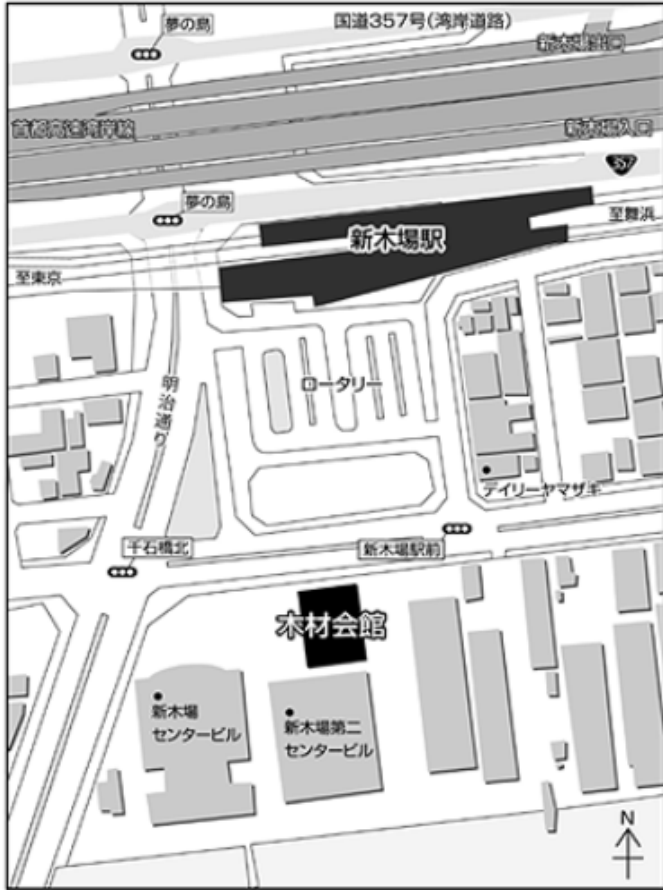 夢の島
国道357号(湾岸道路)
新木場出口
首都高速湾岸線
新木場入口
357
夢の島
至舞浜
新木場駅
至東京
明治通り
ロータリー
デイリーヤマザキ
千石橋北
新木場駅前
木材会館
新木場
センタービル
新木場第二
センタービル
N